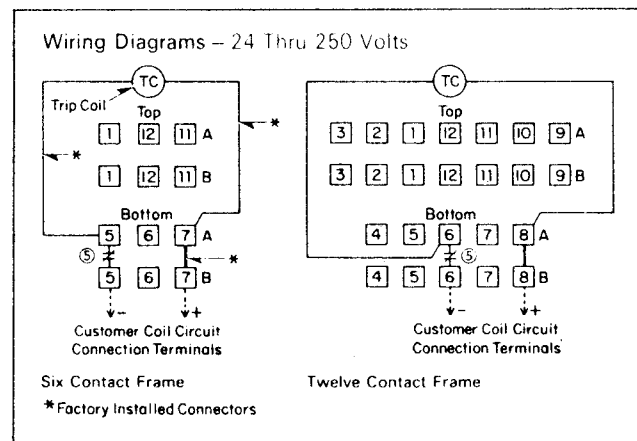 Wiring Diagrams – 24 Thru 250 Volts
TC TC
Trip Coil
Top Top
1 12 11 A 3 2 1 12 11 10 9 A
* *
1 12 11 B 3 2 1 12 11 10 9 B
Bottom Bottom
5 6 7 A 4 5 6 7 8 A
⑤ * ⑤
5 6 7 B 4 5 6 7 8 B
- + - +
Customer Coil Circuit Customer Coil Circuit
Connection Terminals Connection Terminals
Six Contact Frame Twelve Contact Frame
*Factory Installed Connectors